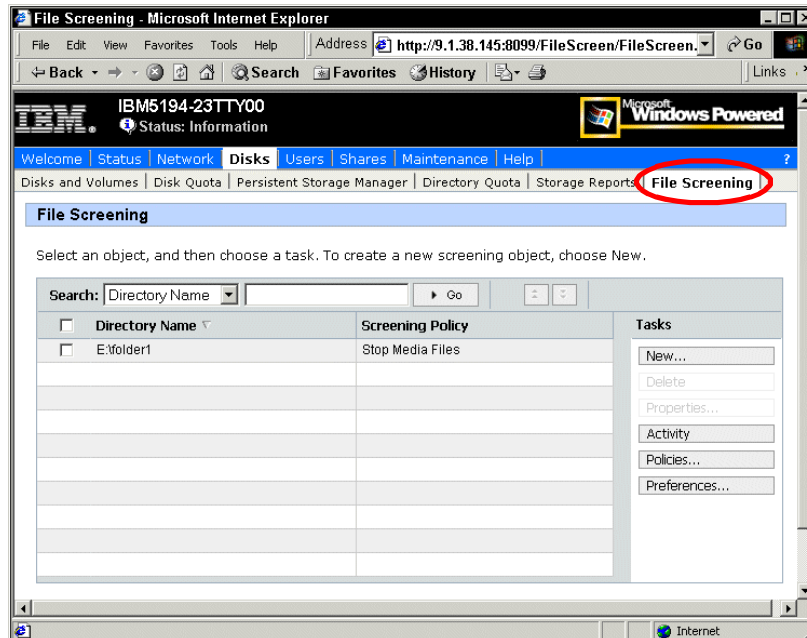 File Screening - Microsoft Internet Explorer
File Edit View Favorites Tools Help Address http://9.1.38.145:8099/FileScreen/FileScreen. Go
Back Search Favorites History Links
IBM IBM5194-23TTY00 Microsoft Windows Powered
Status: Information
Welcome Status Network Disks Users Shares Maintenance Help ?
Disks and Volumes Disk Quota Persistent Storage Manager Directory Quota Storage Reports File Screening
File Screening
Select an object, and then choose a task. To create a new screening object, choose New.
Search: Directory Name Go
Directory Name Screening Policy Tasks
E:\folder1 Stop Media Files
New...
Delete
Properties...
Activity
Policies...
Preferences...
Internet